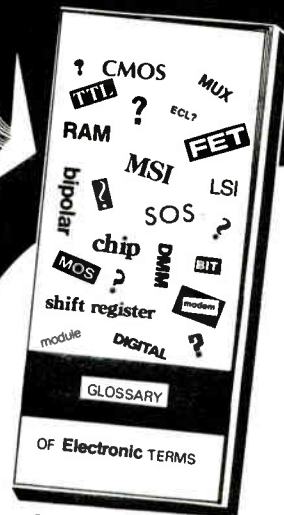 ? CMOS MUX
TTL ? ECL?
RAM FET
MSI
bipolar ? LSI
SOS ?
chip DMM BIT
MOS ?
shift register modem
module DIGITAL ?
GLOSSARY
OF Electronic TERMS